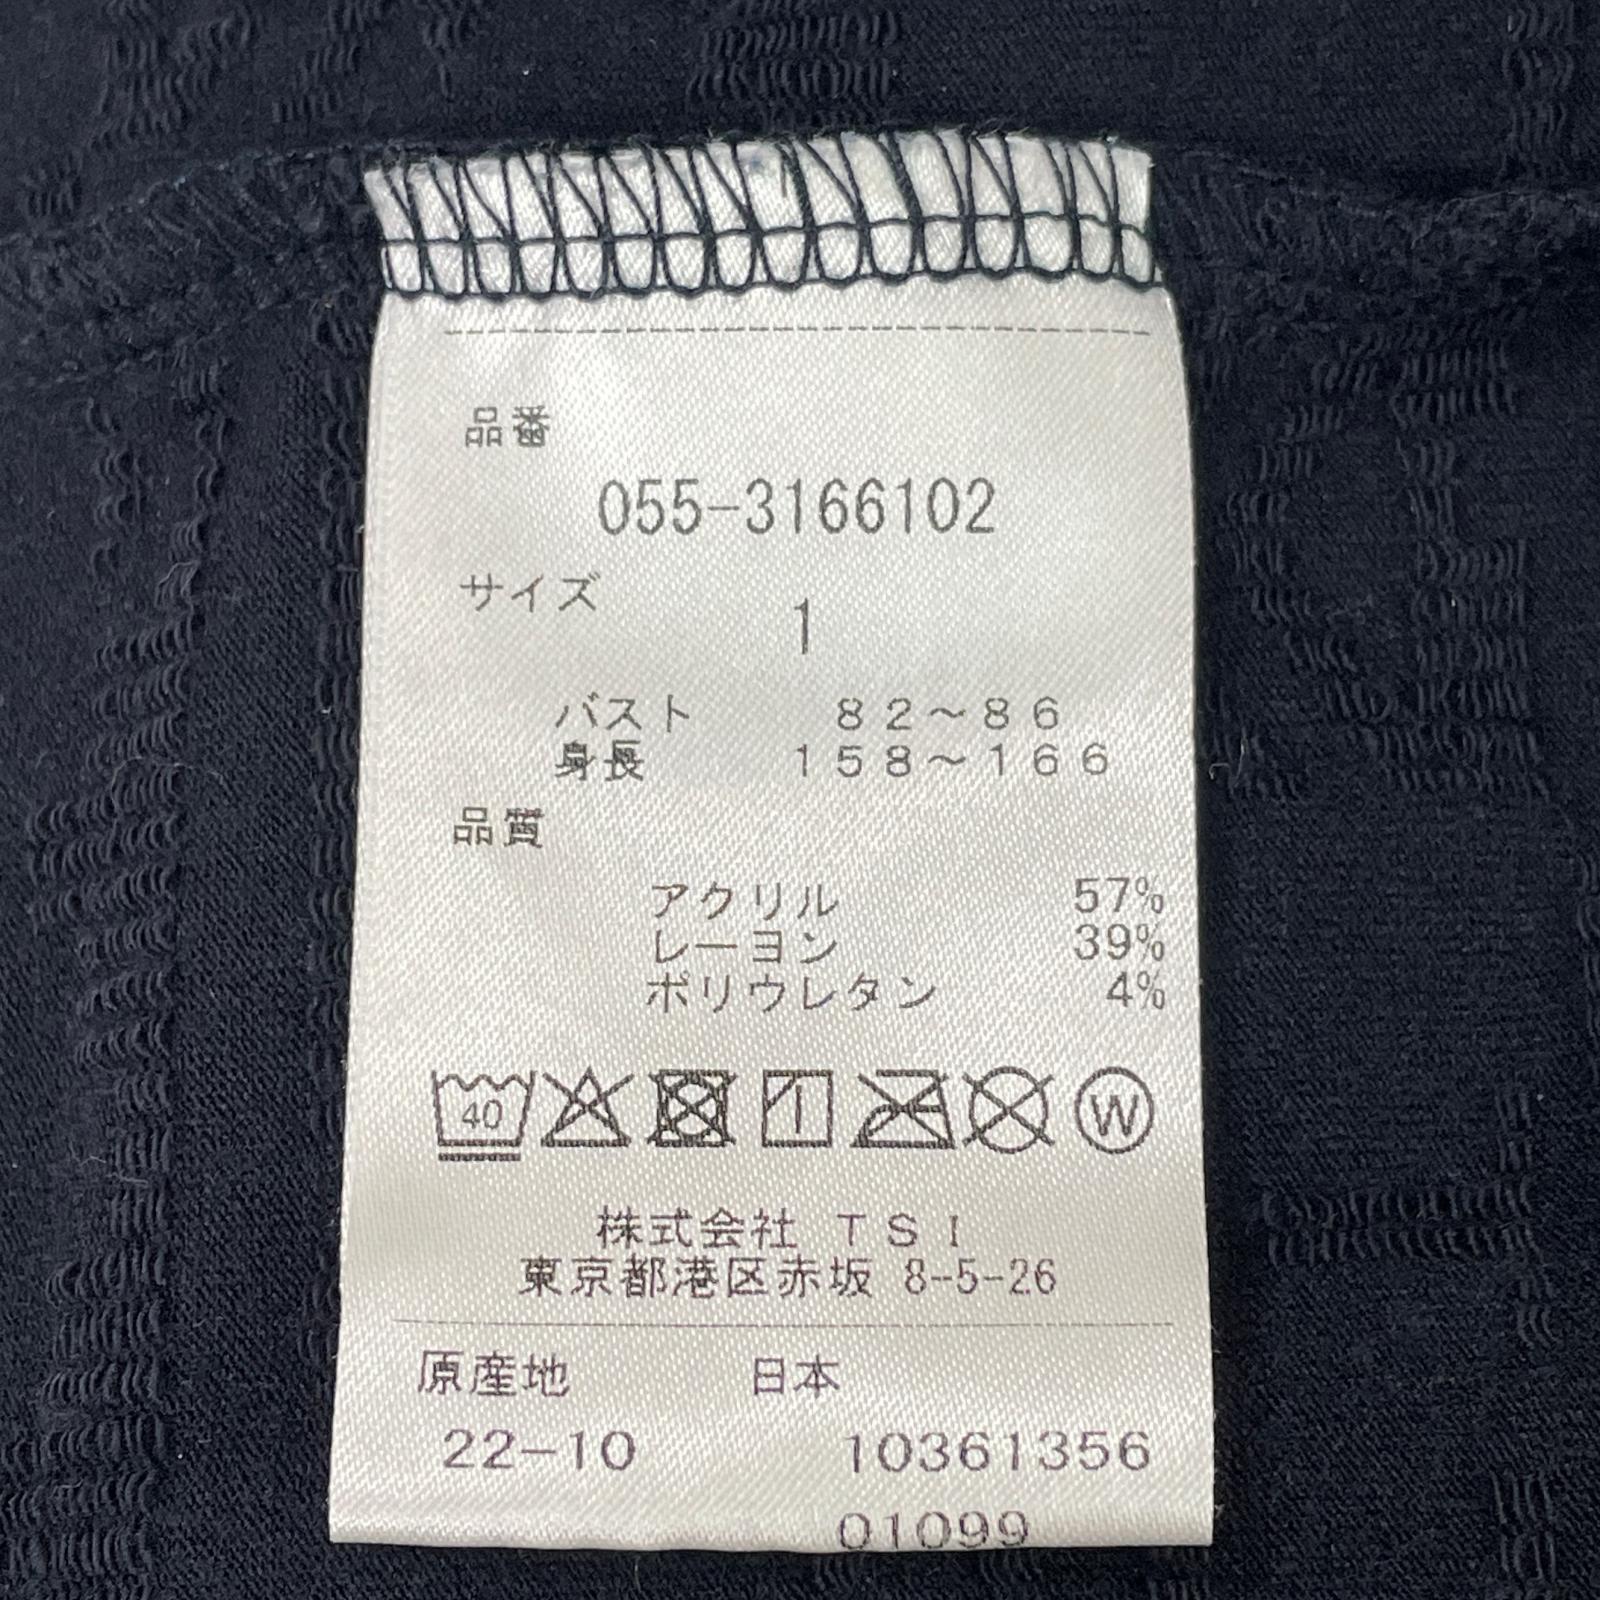 品番
055-3166102
サイズ
1
バスト 82～86
身長 158～166
品質
アクリル 57%
レーヨン 39%
ポリウレタン 4%
40 W
株式会社 TSI
東京都港区赤坂 8-5-26
原産地 日本
22-10 10361356
01099